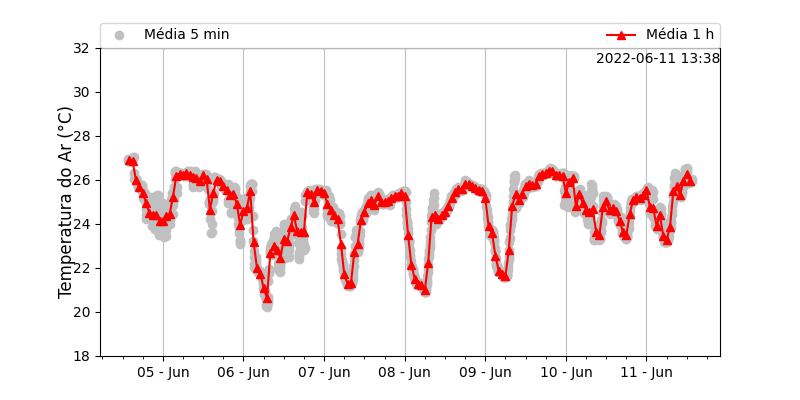 Média 5 min
Média 1 h
2022-06-11 13:38
Temperatura do Ar (°C)
32
30
28
26
24
22
20
18
05 - Jun
06 - Jun
07 - Jun
08 - Jun
09 - Jun
10 - Jun
11 - Jun